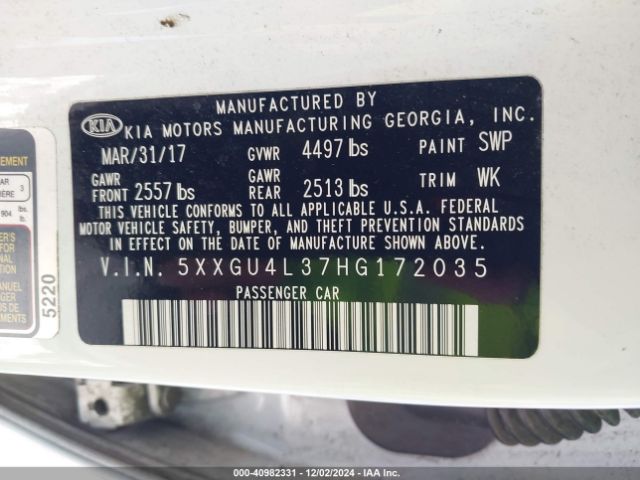 MANUFACTURED BY
KIA KIA MOTORS MANUFACTURING GEORGIA, INC.
MAR/31/17 GVWR 4497 lbs PAINT SWP
GAWR FRONT 2557 lbs GAWR REAR 2513 lbs TRIM WK
THIS VEHICLE CONFORMS TO ALL APPLICABLE U.S.A. FEDERAL
MOTOR VEHICLE SAFETY, BUMPER, AND THEFT PREVENTION STANDARDS
IN EFFECT ON THE DATE OF MANUFACTURE SHOWN ABOVE.
V.I.N. 5XXGU4L37HG172035
PASSENGER CAR
5220
000-40982331 - 12/02/2024 - IAA Inc.